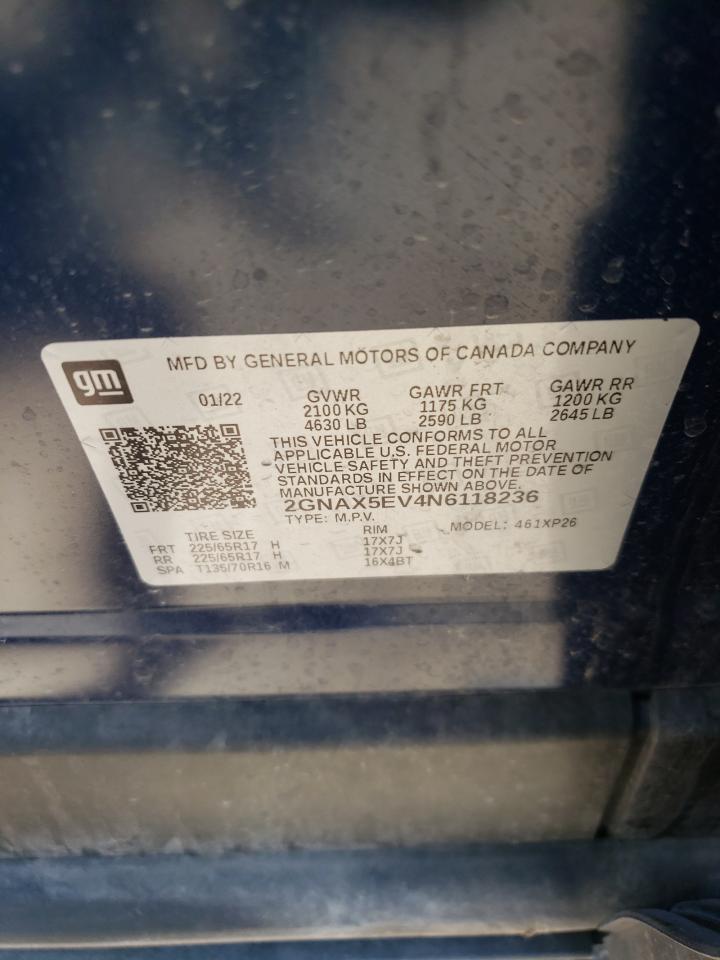 gm
MFD BY GENERAL MOTORS OF CANADA COMPANY
01/22 GVWR GAWR FRT GAWR RR
2100 KG 1175 KG 1200 KG
4630 LB 2590 LB 2645 LB
THIS VEHICLE CONFORMS TO ALL
APPLICABLE U.S. FEDERAL MOTOR
VEHICLE SAFETY AND THEFT PREVENTION
STANDARDS IN EFFECT ON THE DATE OF
MANUFACTURE SHOWN ABOVE.
2GNAX5EV4N6118236
TYPE: M.P.V. MODEL: 461XP26
TIRE SIZE RIM
FRT 225/65R17 H 17X7J
RR 225/65R17 H 17X7J
SPA T135/70R16 M 16X4BT